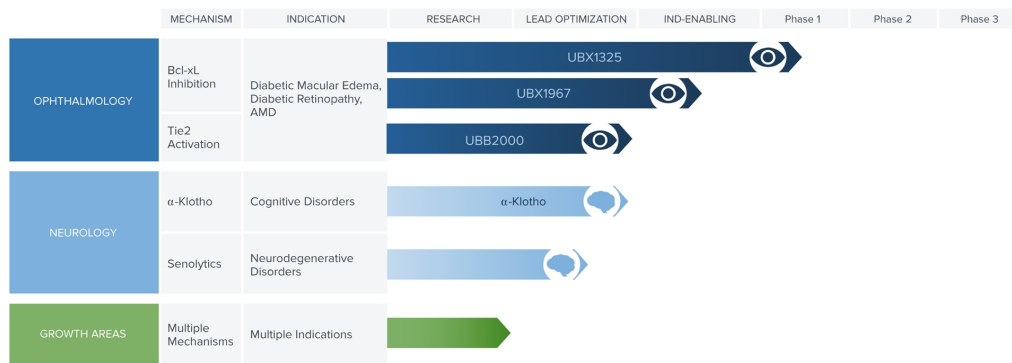 MECHANISM
INDICATION
RESEARCH
LEAD OPTIMIZATION
IND-ENABLING
Phase 1
Phase 2
Phase 3
OPHTHALMOLOGY
Bcl-xL
Inhibition
Diabetic Macular Edema,
Diabetic Retinopathy,
AMD
UBX1325
UBX1967
Tie2
Activation
UBB2000
NEUROLOGY
α-Klotho
Cognitive Disorders
α-Klotho
Senolytics
Neurodegenerative
Disorders
GROWTH AREAS
Multiple
Mechanisms
Multiple Indications